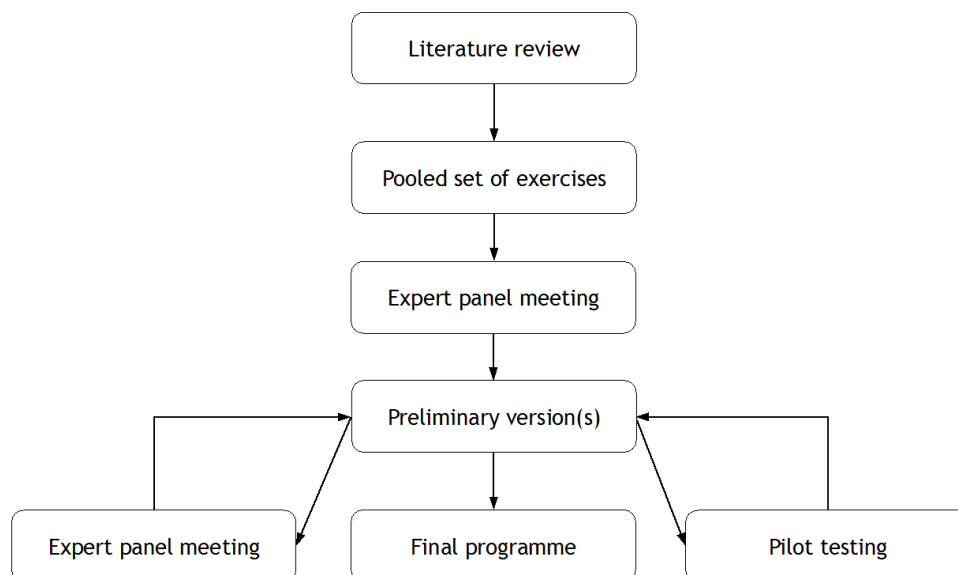 Literature review
Pooled set of exercises
Expert panel meeting
Preliminary version(s)
Expert panel meeting
Final programme
Pilot testing